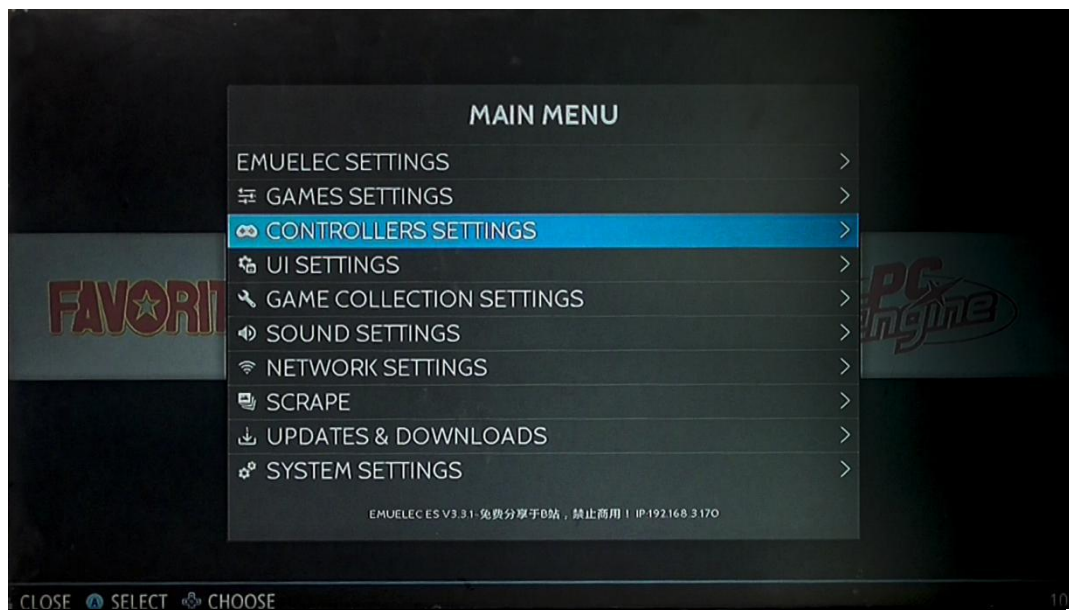 MAIN MENU
EMUELEC SETTINGS
GAMES SETTINGS
CONTROLLERS SETTINGS
UI SETTINGS
GAME COLLECTION SETTINGS
SOUND SETTINGS
NETWORK SETTINGS
SCRAPE
UPDATES & DOWNLOADS
SYSTEM SETTINGS
EMUELEC ES V3.3.1-免费分享于B站，禁止商用！ IP:192.168.3.170
FAVORIT
PC
Engine
CLOSE A SELECT CHOOSE
10